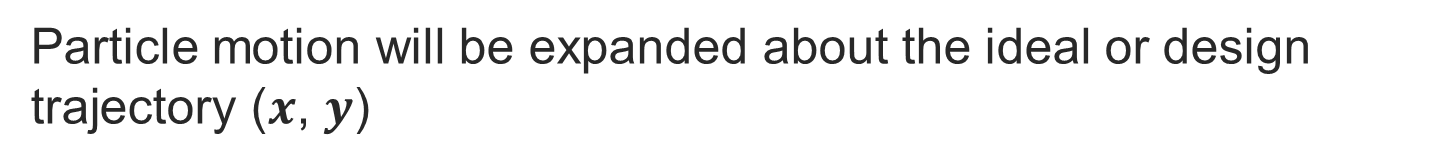 Particle motion will be expanded about the ideal or design
trajectory (x, y)